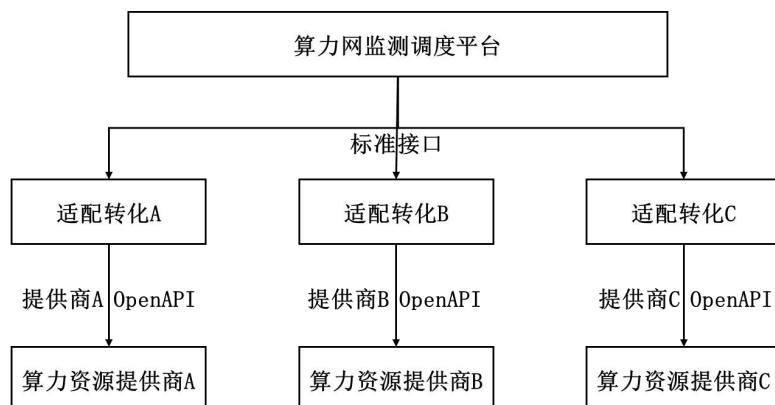 算力网监测调度平台
标准接口
适配转化A
适配转化B
适配转化C
提供商A OpenAPI
提供商B OpenAPI
提供商C OpenAPI
算力资源提供商A
算力资源提供商B
算力资源提供商C